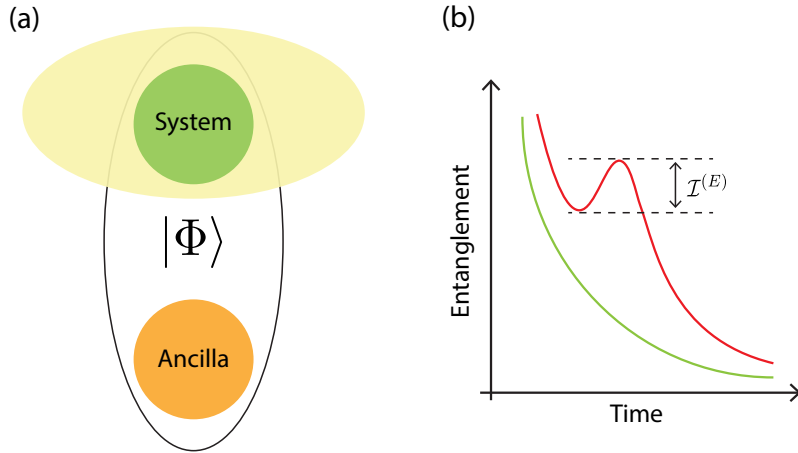 (a)
System
|Φ⟩
Ancilla
(b)
Entanglement
𝓘^(E)
Time